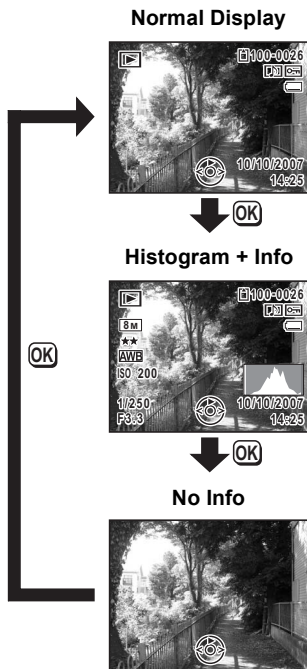 Normal Display
100-0026
10/10/2007
14:25
OK
Histogram + Info
100-0026
8M
AWB
ISO 200
1/250
F3.3
10/10/2007
14:25
OK
OK
No Info